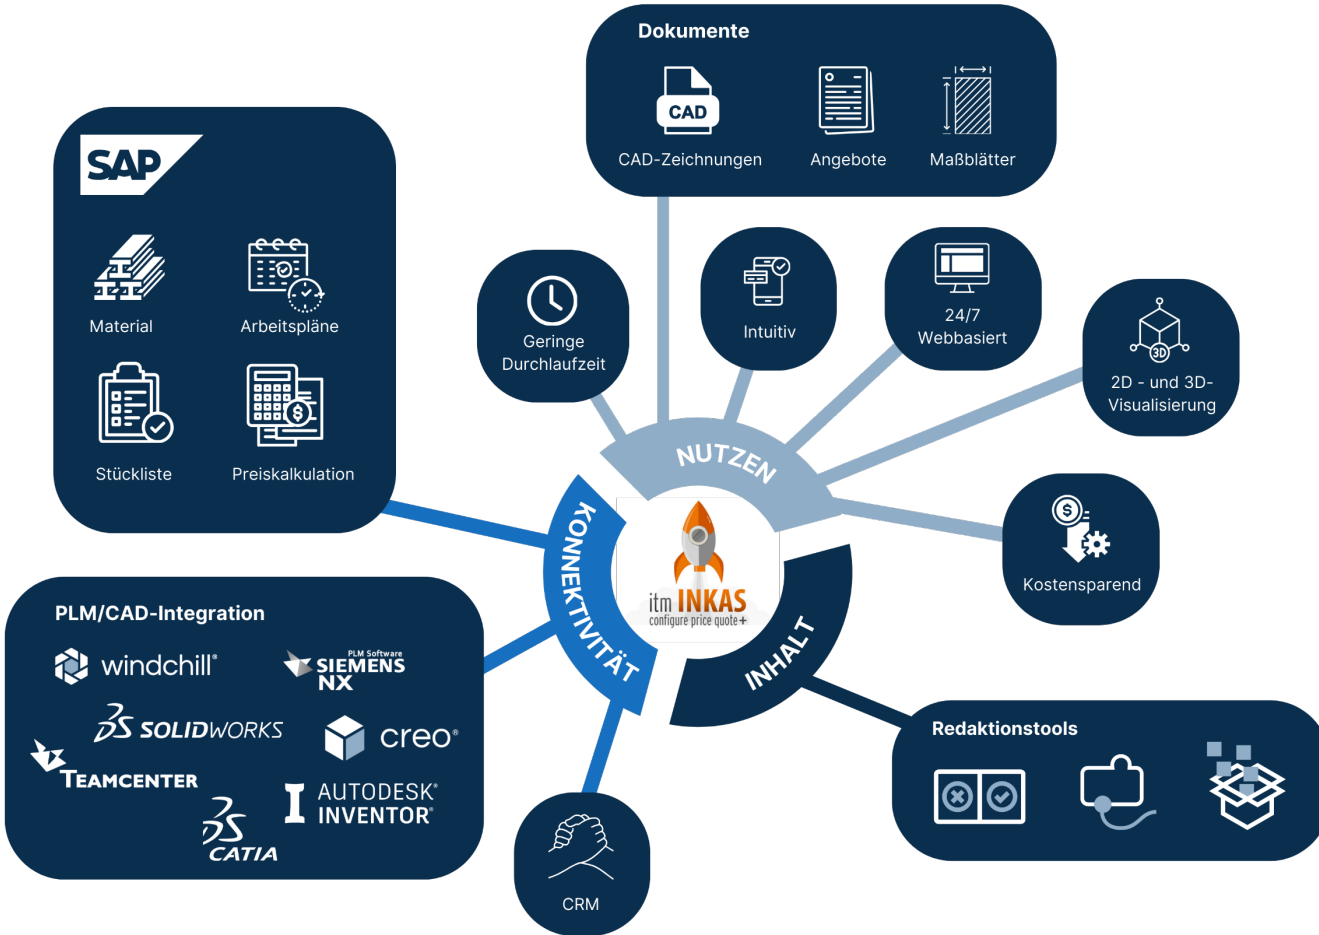 Dokumente
CAD
CAD-Zeichnungen
Angebote
Maßblätter
SAP
Material
Arbeitspläne
Stückliste
Preiskalkulation
Geringe
Durchlaufzeit
Intuitiv
24/7
Webbasiert
3D
2D - und 3D-
Visualisierung
Kostensparend
NUTZEN
KONNEKTIVITÄT
INHALT
itm INKAS
configure price quote+
PLM/CAD-Integration
windchill®
PLM Software
SIEMENS
NX
SOLIDWORKS
creo®
TEAMCENTER
AUTODESK®
INVENTOR®
CATIA
CRM
Redaktionstools